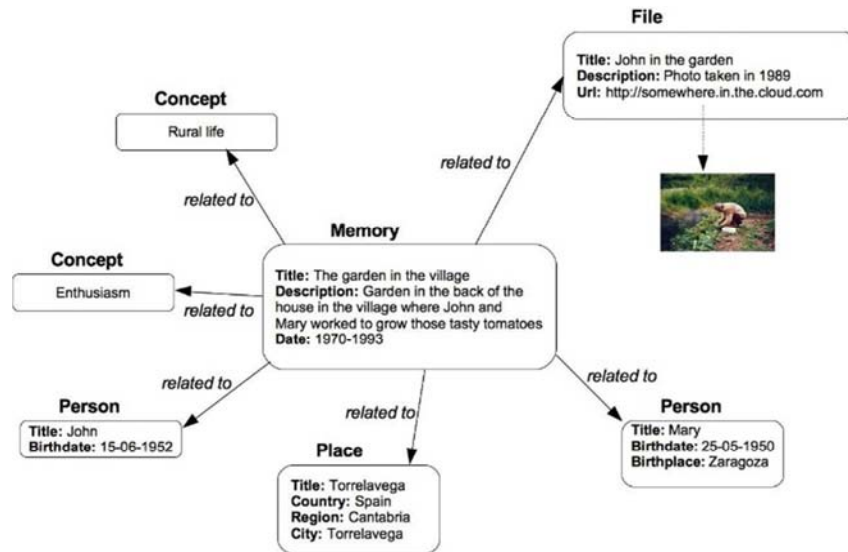 File
Title: John in the garden
Description: Photo taken in 1989
Url: http://somewhere.in.the.cloud.com
Concept
Rural life
related to
related to
Memory
Title: The garden in the village
Description: Garden in the back of the
house in the village where John and
Mary worked to grow those tasty tomatoes
Date: 1970-1993
Concept
Enthusiasm
related to
related to
related to
related to
Person
Title: John
Birthdate: 15-06-1952
Place
Title: Torrelavega
Country: Spain
Region: Cantabria
City: Torrelavega
Person
Title: Mary
Birthdate: 25-05-1950
Birthplace: Zaragoza